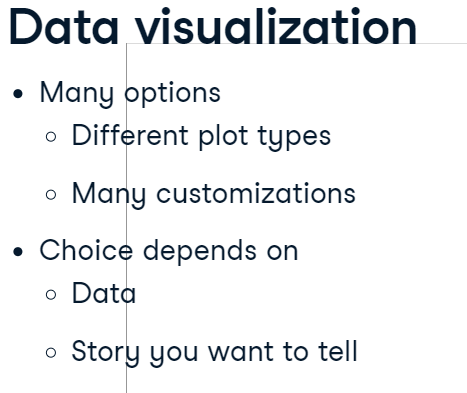 Data visualization
Many options
Different plot types
Many customizations
Choice depends on
Data
Story you want to tell